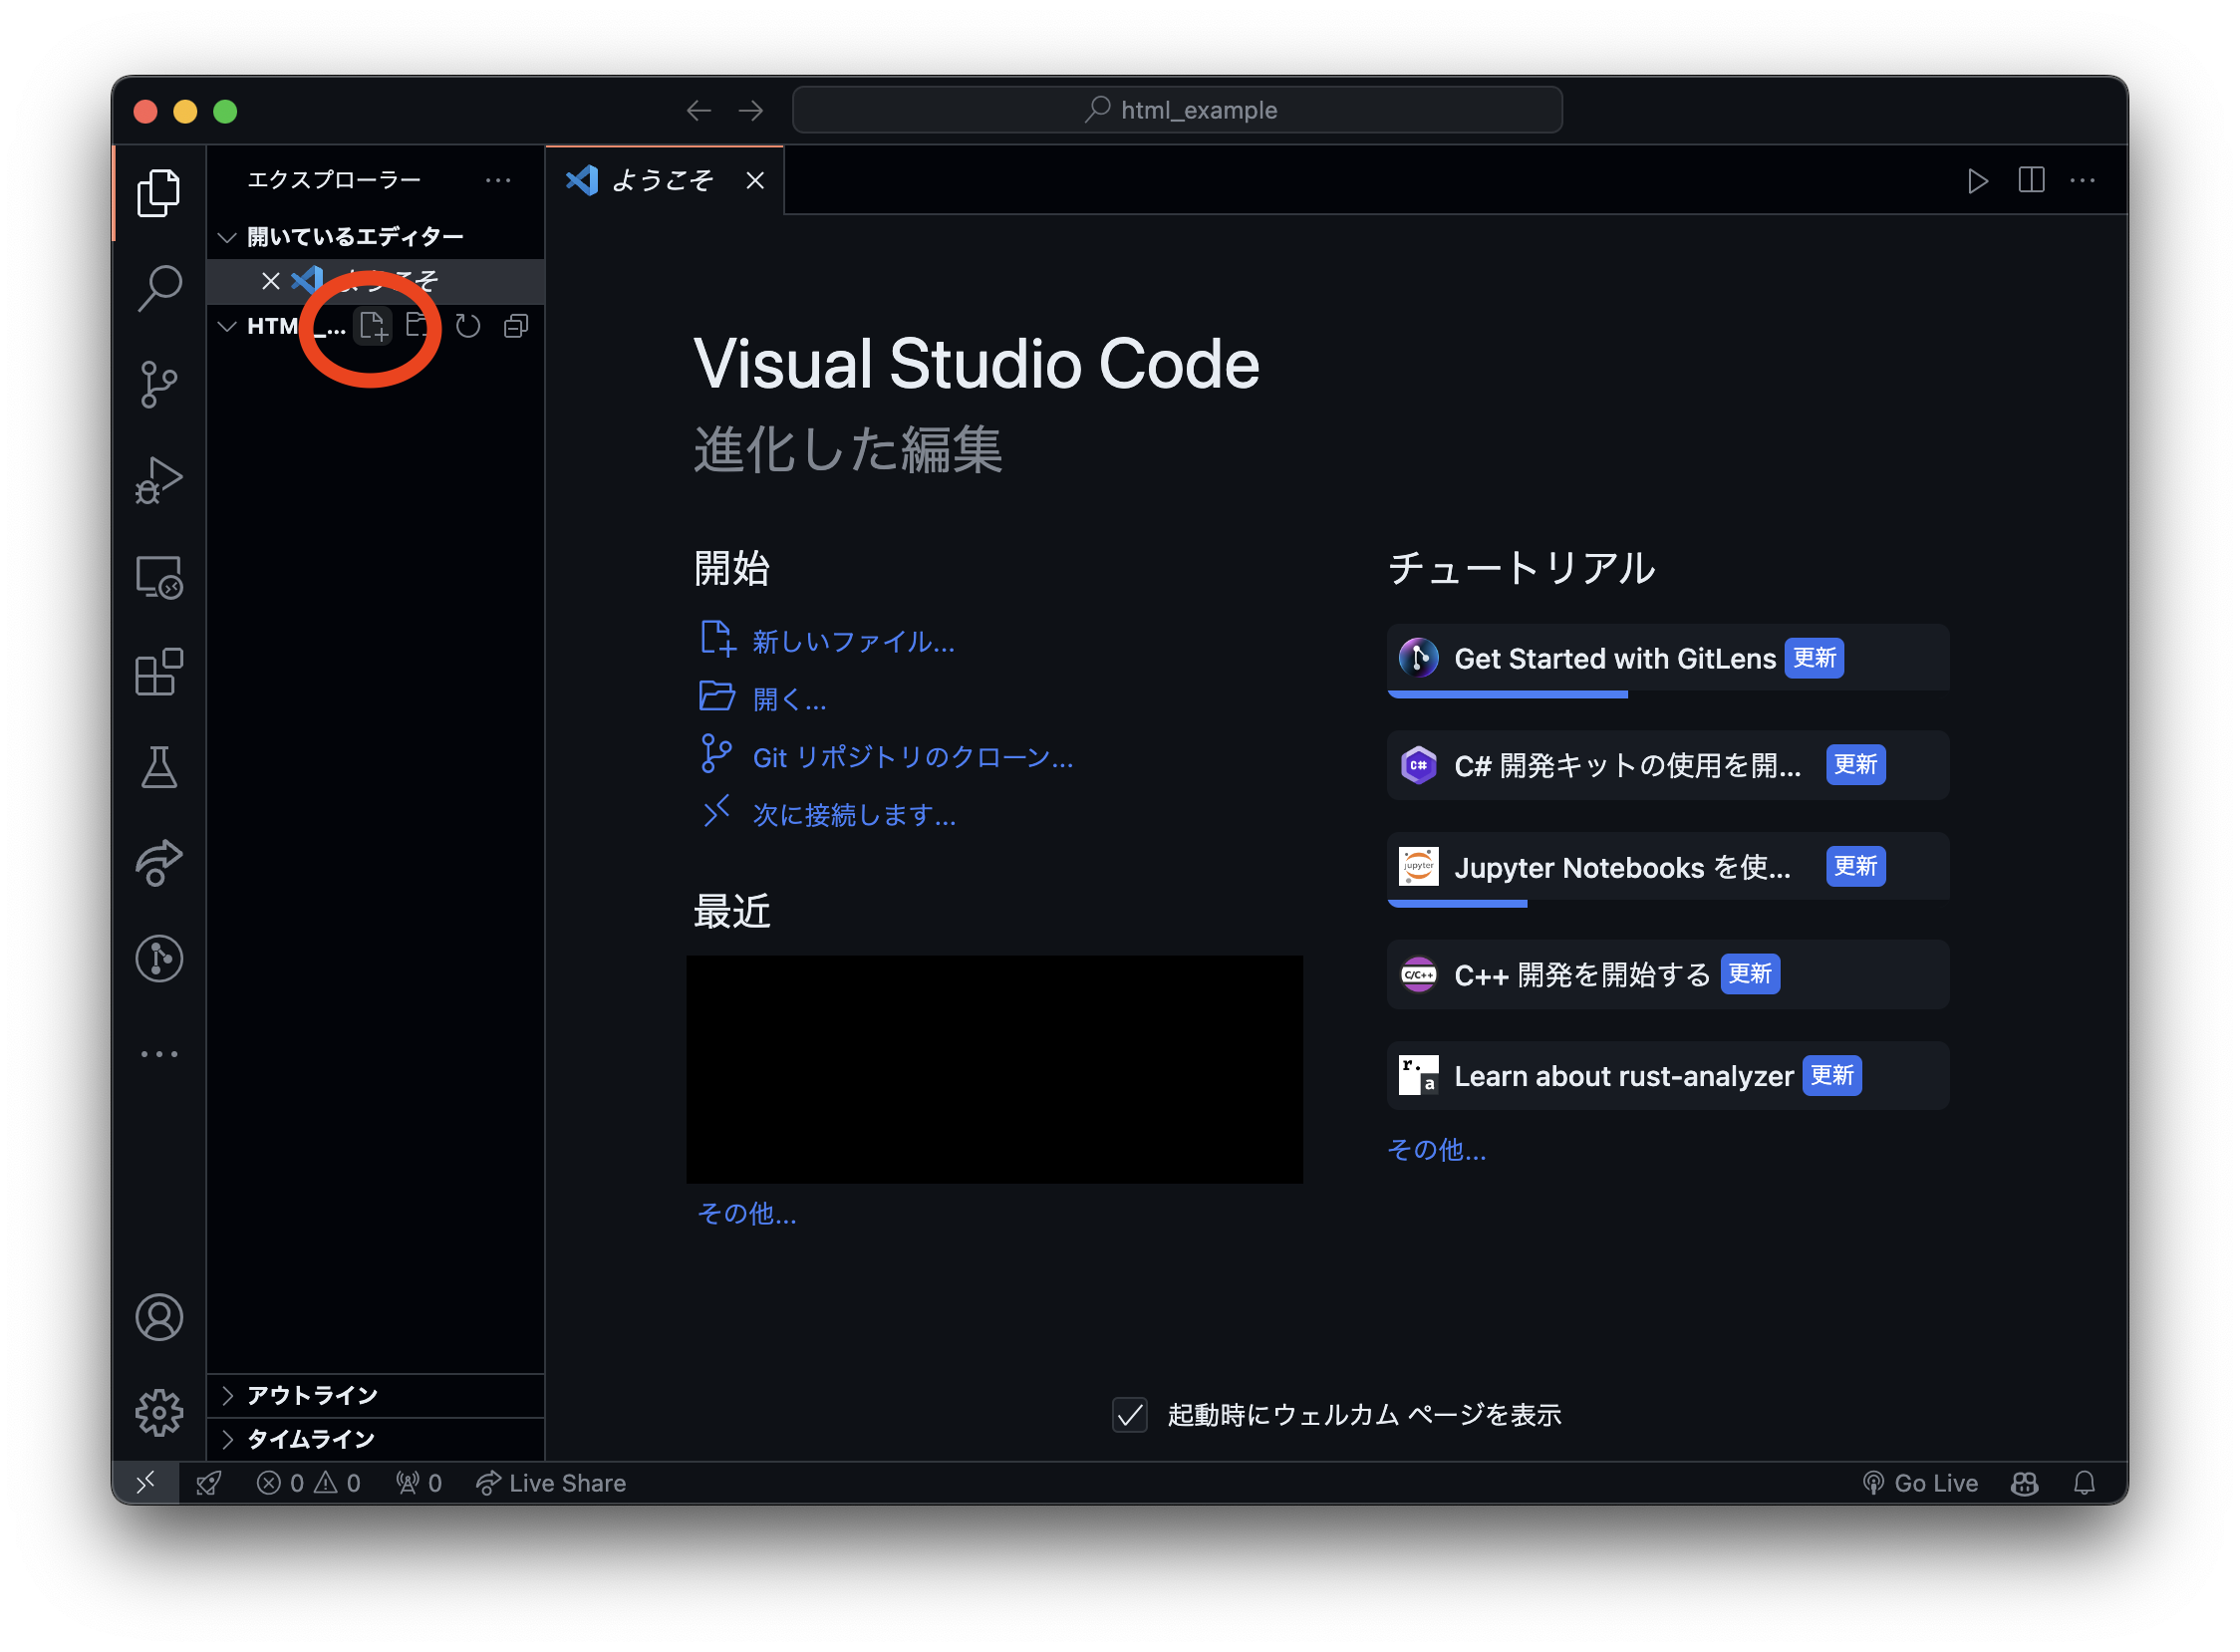 html_example
エクスプローラー
ようこそ
開いているエディター
ようこそ
HTML_...
Visual Studio Code
進化した編集
開始
新しいファイル...
開く...
Git リポジトリのクローン...
次に接続します...
最近
その他...
チュートリアル
Get Started with GitLens 更新
C# 開発キットの使用を開... 更新
Jupyter Notebooks を使... 更新
C++ 開発を開始する 更新
Learn about rust-analyzer 更新
その他...
起動時にウェルカム ページを表示
アウトライン
タイムライン
0 0 0 Live Share
Go Live